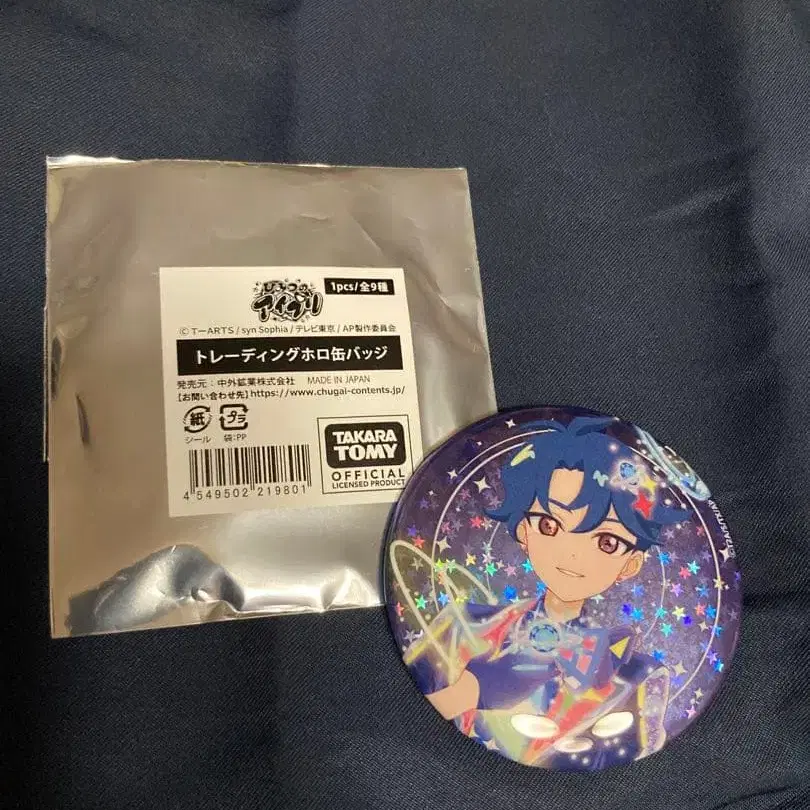 ひみつの
アイプリ
1pcs/全9種
© T-ARTS / syn Sophia / テレビ東京 / AP製作委員会
トレーディングホロ缶バッジ
発売元：中外鉱業株式会社 MADE IN JAPAN
【お問い合わせ先】https://www.chugai-contents.jp/
紙
プラ
シール 袋:PP
TAKARA
TOMY
OFFICIAL
LICENSED PRODUCT
4 549502 219801
©T2A/S/TX/AP